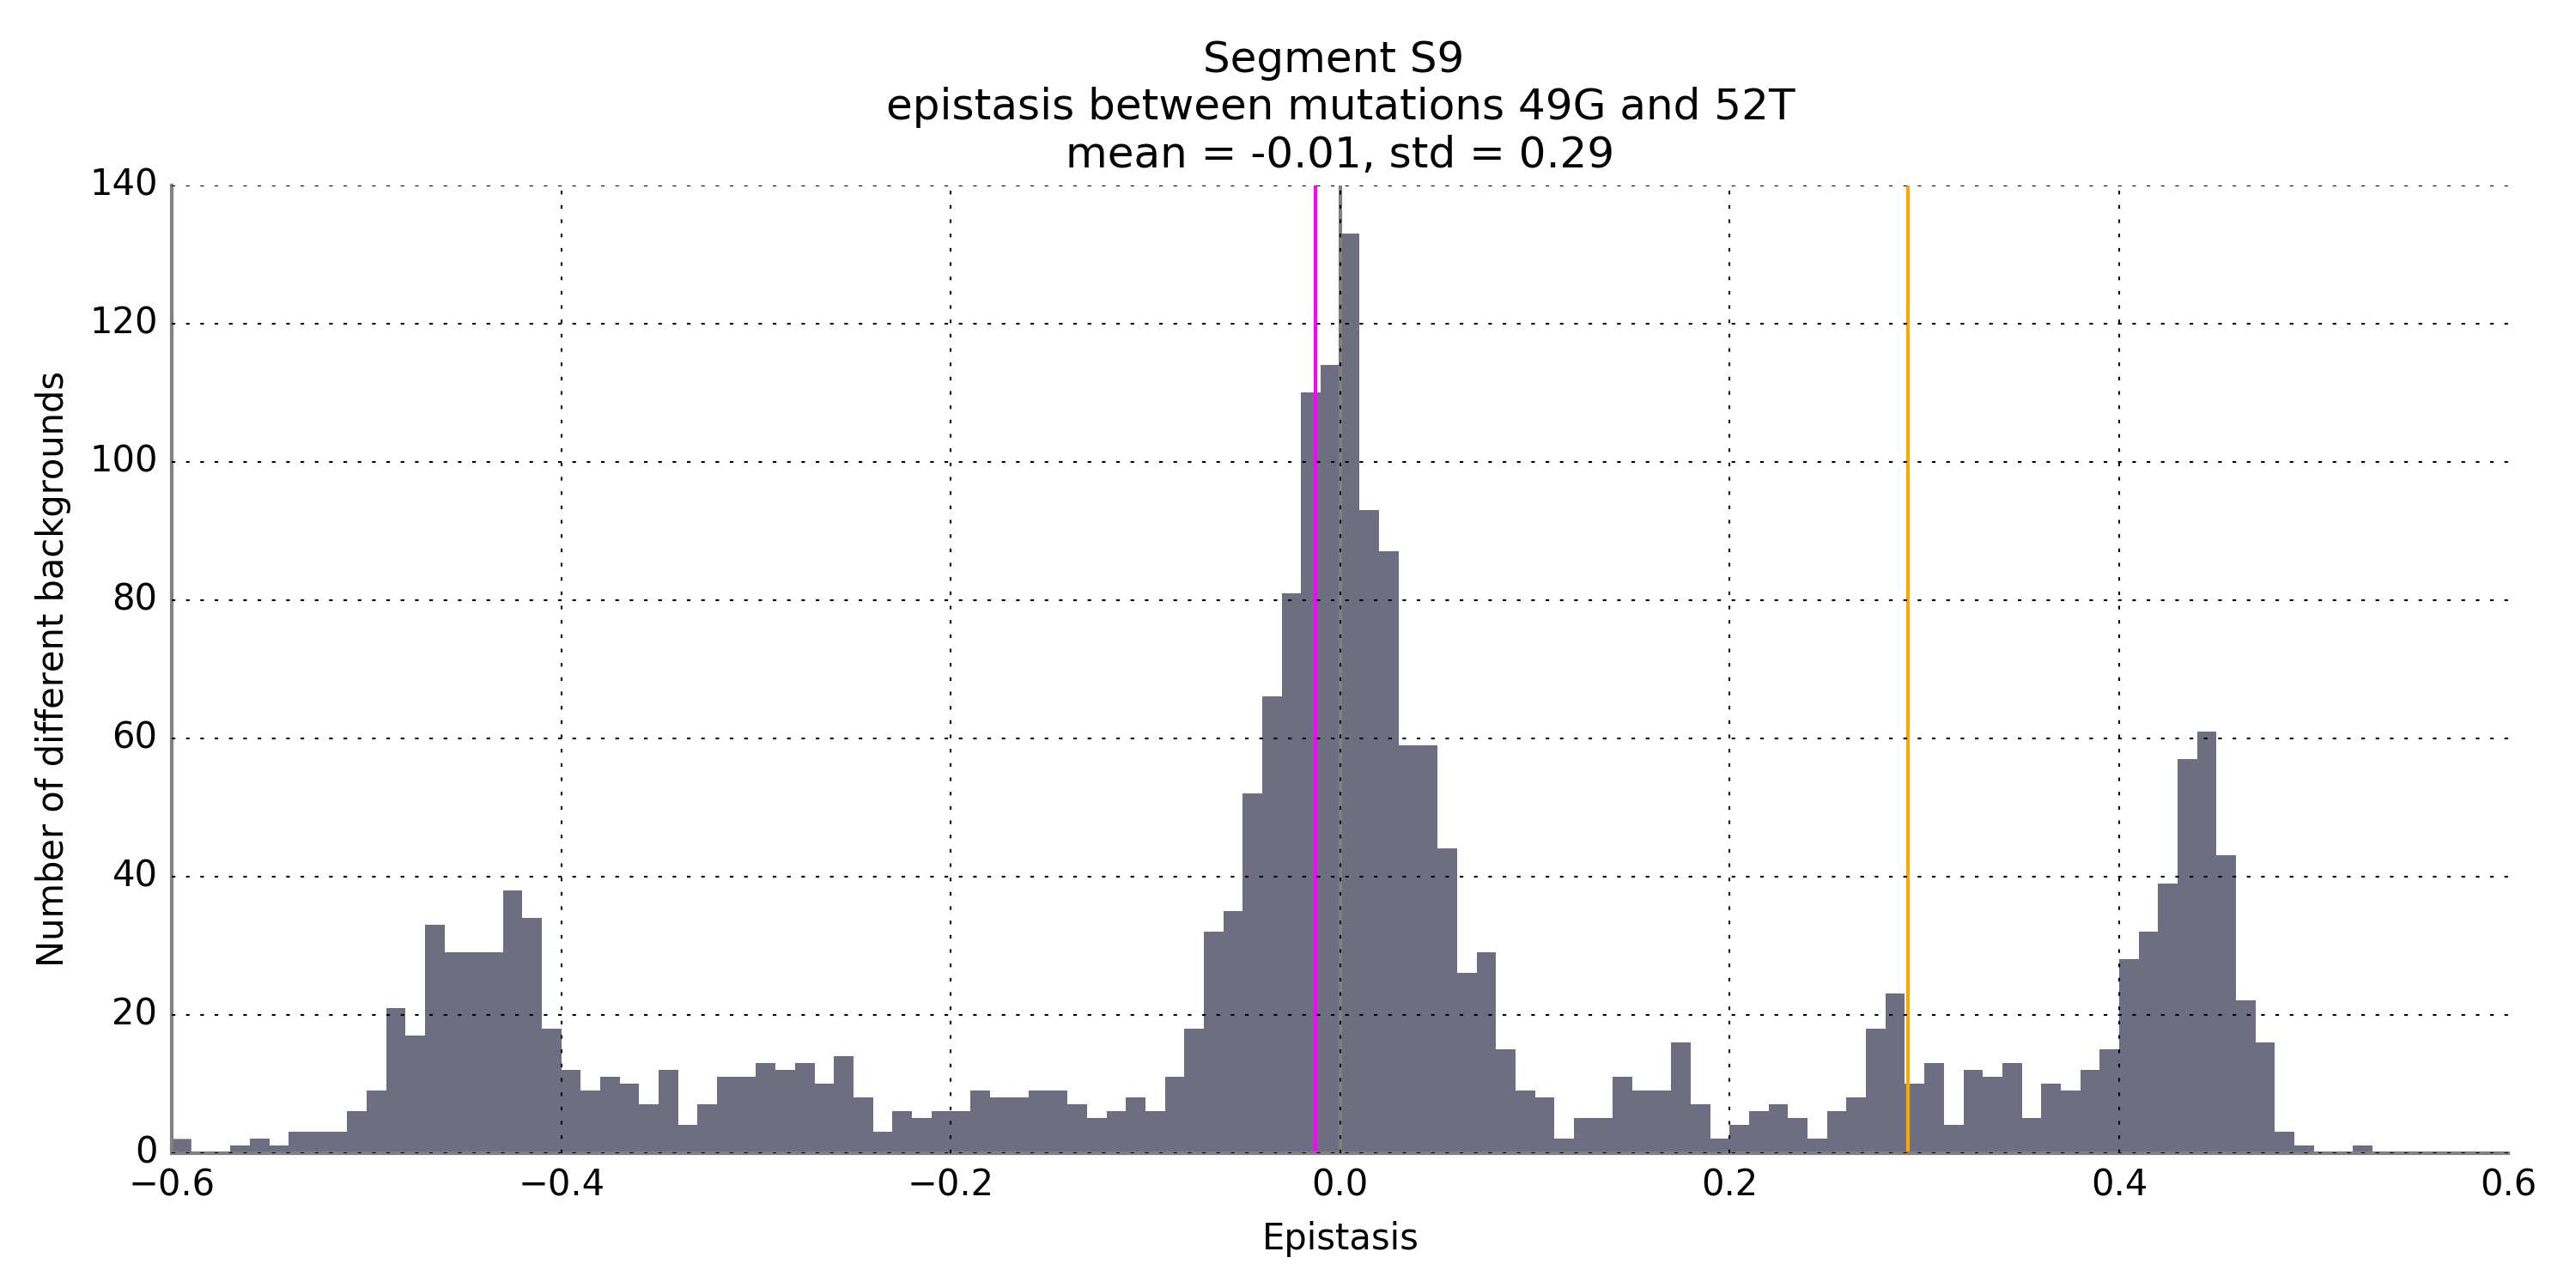 Segment S9
epistasis between mutations 49G and 52T
mean = -0.01, std = 0.29
140
120
100
80
60
40
20
0
Number of different backgrounds
−0.6 −0.4 −0.2 0.0 0.2 0.4 0.6
Epistasis